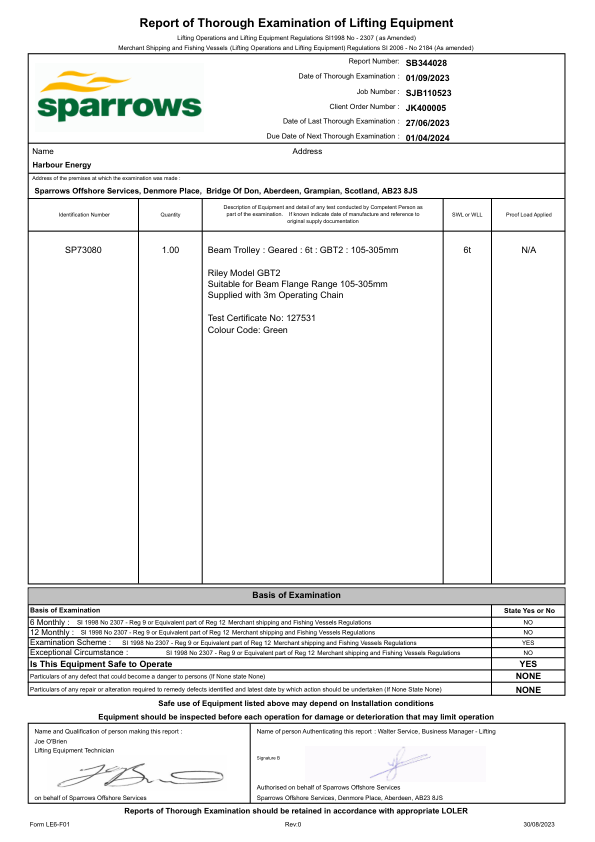 Report of Thorough Examination of Lifting Equipment
Lifting Operations and Lifting Equipment Regulations SI1998 No - 2307 ( as Amended)
Merchant Shipping and Fishing Vessels (Lifting Operations and Lifting Equipment) Regulations SI 2006 - No 2184 (As amended)
sparrows
Report Number: SB344028
Date of Thorough Examination : 01/09/2023
Job Number : SJB110523
Client Order Number : JK400005
Date of Last Thorough Examination : 27/06/2023
Due Date of Next Thorough Examination : 01/04/2024
Name Address
Harbour Energy
Address of the premises at which the examination was made :
Sparrows Offshore Services, Denmore Place, Bridge Of Don, Aberdeen, Grampian, Scotland, AB23 8JS
Identification Number
Quantity
Description of Equipment and detail of any test conducted by Competent Person as
part of the examination. If known indicate date of manufacture and reference to
original supply documentation
SWL or WLL
Proof Load Applied
SP73080 1.00 Beam Trolley : Geared : 6t : GBT2 : 105-305mm 6t N/A
Riley Model GBT2
Suitable for Beam Flange Range 105-305mm
Supplied with 3m Operating Chain
Test Certificate No: 127531
Colour Code: Green
Basis of Examination
Basis of Examination State Yes or No
6 Monthly : SI 1998 No 2307 - Reg 9 or Equivalent part of Reg 12 Merchant shipping and Fishing Vessels Regulations NO
12 Monthly : SI 1998 No 2307 - Reg 9 or Equivalent part of Reg 12 Merchant shipping and Fishing Vessels Regulations NO
Examination Scheme : SI 1998 No 2307 - Reg 9 or Equivalent part of Reg 12 Merchant shipping and Fishing Vessels Regulations YES
Exceptional Circumstance : SI 1998 No 2307 - Reg 9 or Equivalent part of Reg 12 Merchant shipping and Fishing Vessels Regulations NO
Is This Equipment Safe to Operate YES
Particulars of any defect that could become a danger to persons (If None state None) NONE
Particulars of any repair or alteration required to remedy defects identified and latest date by which action should be undertaken (If None State None) NONE
Safe use of Equipment listed above may depend on Installation conditions
Equipment should be inspected before each operation for damage or deterioration that may limit operation
Name and Qualification of person making this report :
Joe O'Brien
Lifting Equipment Technician
on behalf of Sparrows Offshore Services
Name of person Authenticating this report : Walter Service, Business Manager - Lifting
Signature B
Authorised on behalf of Sparrows Offshore Services
Sparrows Offshore Services, Denmore Place, Aberdeen, AB23 8JS
Reports of Thorough Examination should be retained in accordance with appropriate LOLER
Form LE6-F01 Rev:0 30/08/2023